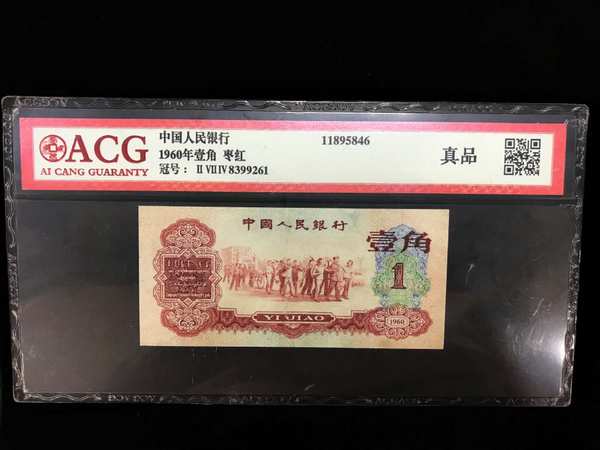 ACG
AI CANG GUARANTY
中国人民银行
1960年壹角 枣红
冠号： II VII IV 8399261
11895846
真品
中國人民銀行
壹角
1
YI JIAO
1960